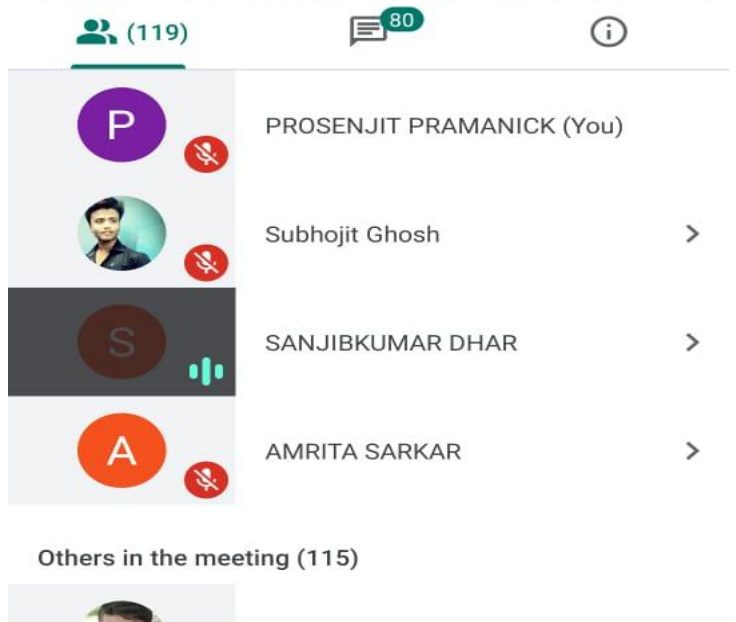 (119) 80
P PROSENJIT PRAMANICK (You)
Subhojit Ghosh
S SANJIBKUMAR DHAR
A AMRITA SARKAR
Others in the meeting (115)